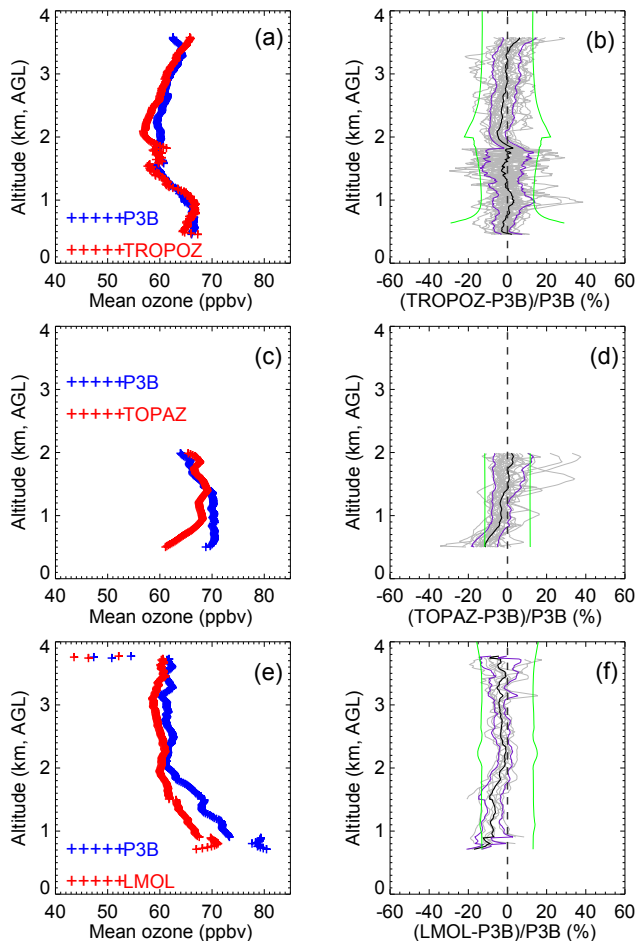 4
3
2
1
0
Altitude (km, AGL)
(a)
+++++P3B
+++++TROPOZ
40 50 60 70 80
Mean ozone (ppbv)
4
3
2
1
0
Altitude (km, AGL)
(b)
-60 -40 -20 0 20 40 60
(TROPOZ-P3B)/P3B (%)
4
3
2
1
0
Altitude (km, AGL)
(c)
+++++P3B
+++++TOPAZ
40 50 60 70 80
Mean ozone (ppbv)
4
3
2
1
0
Altitude (km, AGL)
(d)
-60 -40 -20 0 20 40 60
(TOPAZ-P3B)/P3B (%)
4
3
2
1
0
Altitude (km, AGL)
(e)
+++++P3B
+++++LMOL
40 50 60 70 80
Mean ozone (ppbv)
4
3
2
1
0
Altitude (km, AGL)
(f)
-60 -40 -20 0 20 40 60
(LMOL-P3B)/P3B (%)